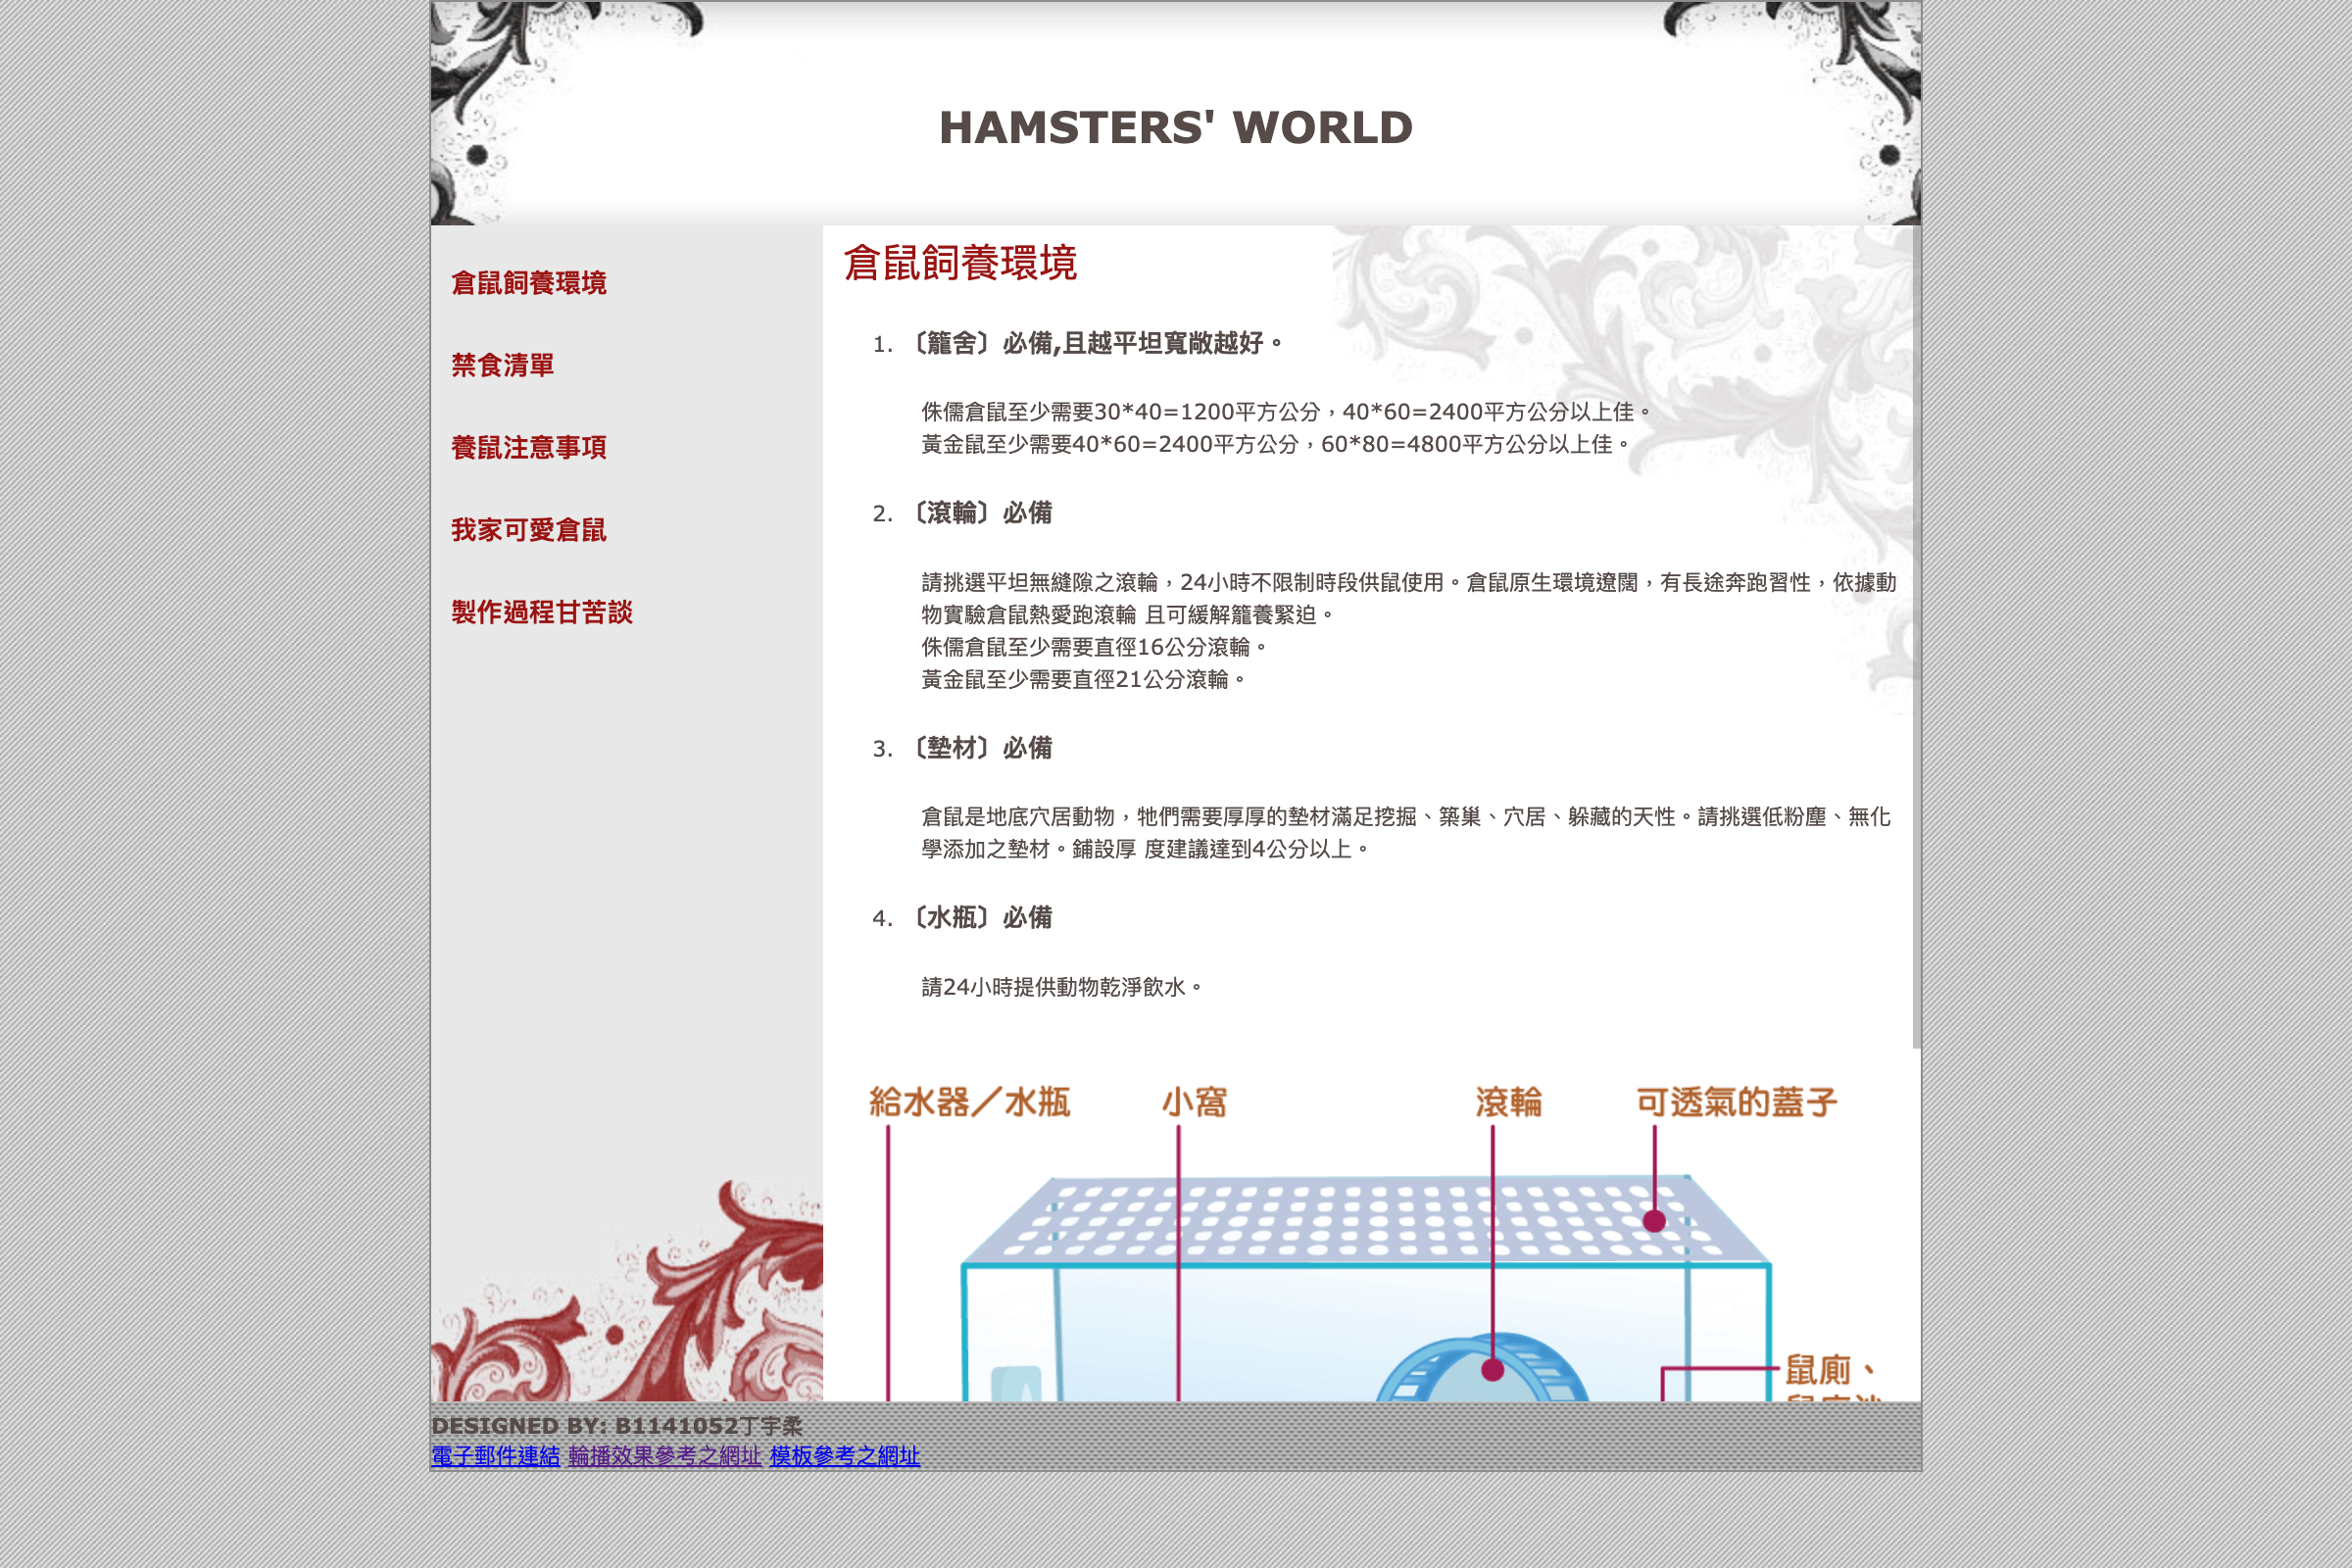 HAMSTERS' WORLD
倉鼠飼養環境
禁食清單
養鼠注意事項
我家可愛倉鼠
製作過程甘苦談
倉鼠飼養環境
1. 〔籠舍〕必備,且越平坦寬敞越好。
侏儒倉鼠至少需要30*40=1200平方公分，40*60=2400平方公分以上佳。
黃金鼠至少需要40*60=2400平方公分，60*80=4800平方公分以上佳。
2. 〔滾輪〕必備
請挑選平坦無縫隙之滾輪，24小時不限制時段供鼠使用。倉鼠原生環境遼闊，有長途奔跑習性，依據動
物實驗倉鼠熱愛跑滾輪 且可緩解籠養緊迫。
侏儒倉鼠至少需要直徑16公分滾輪。
黃金鼠至少需要直徑21公分滾輪。
3. 〔墊材〕必備
倉鼠是地底穴居動物，牠們需要厚厚的墊材滿足挖掘、築巢、穴居、躲藏的天性。請挑選低粉塵、無化
學添加之墊材。鋪設厚 度建議達到4公分以上。
4. 〔水瓶〕必備
請24小時提供動物乾淨飲水。
給水器／水瓶 小窩 滾輪 可透氣的蓋子
鼠廁、
DESIGNED BY: B1141052丁宇柔
電子郵件連結 輪播效果參考之網址 模板參考之網址